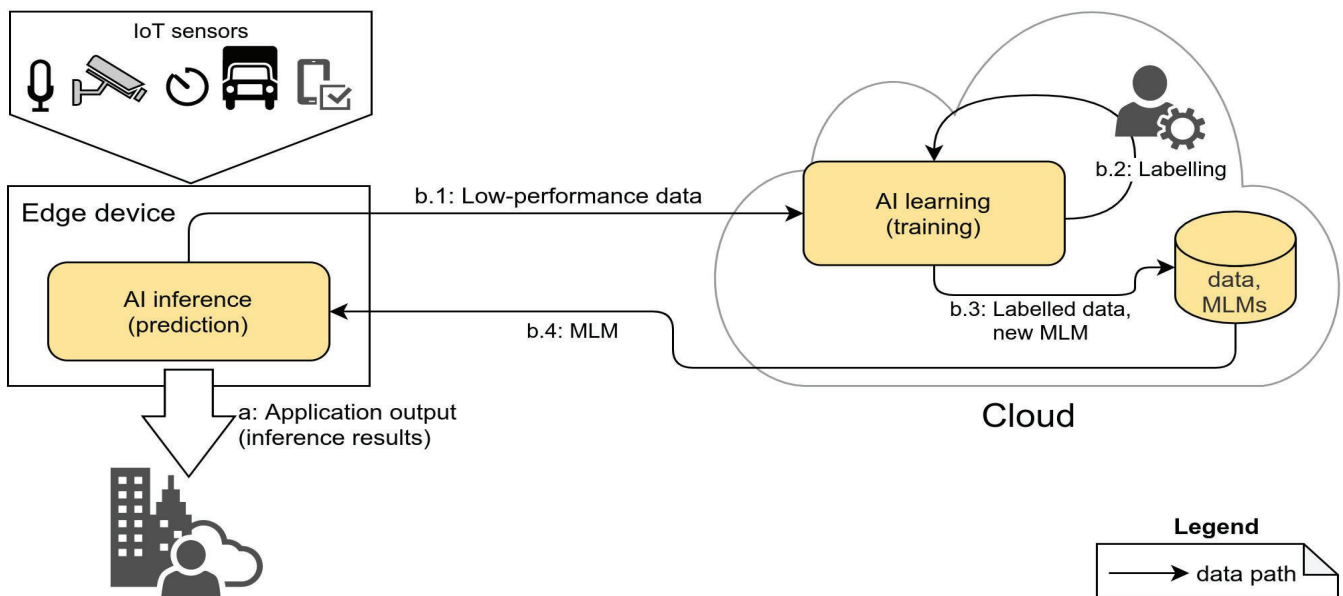 IoT sensors
Edge device
AI inference
(prediction)
b.1: Low-performance data
AI learning
(training)
b.2: Labelling
b.3: Labelled data,
new MLM
data,
MLMs
b.4: MLM
Cloud
a: Application output
(inference results)
Legend
data path